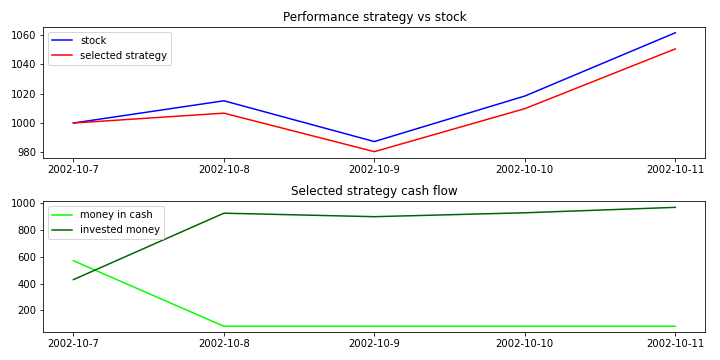 Performance strategy vs stock
1060
1040
1020
1000
980
stock
selected strategy
2002-10-7 2002-10-8 2002-10-9 2002-10-10 2002-10-11
Selected strategy cash flow
1000
800
600
400
200
money in cash
invested money
2002-10-7 2002-10-8 2002-10-9 2002-10-10 2002-10-11